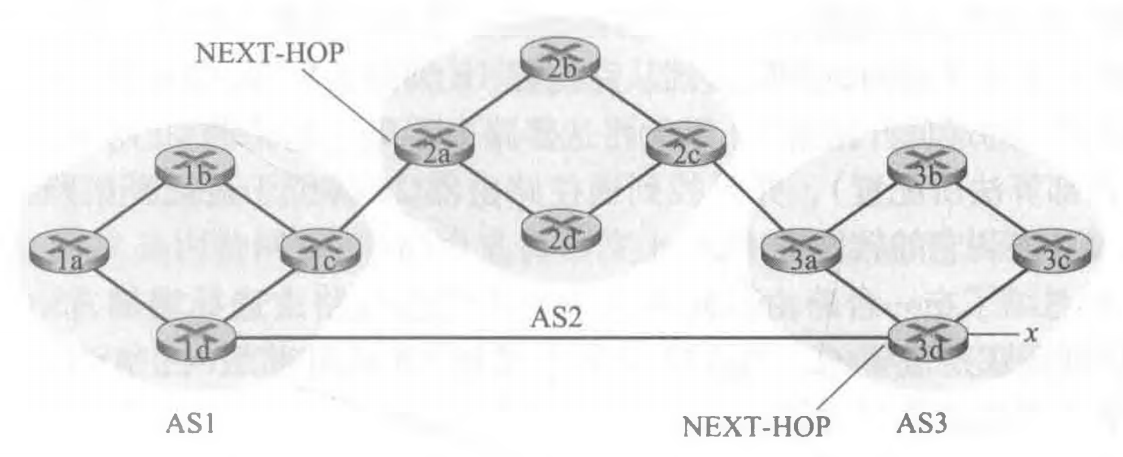 NEXT-HOP
2b
2a
2c
1b
3b
2d
1a
1c
3a
3c
AS2
1d
3d
x
AS1
NEXT-HOP
AS3